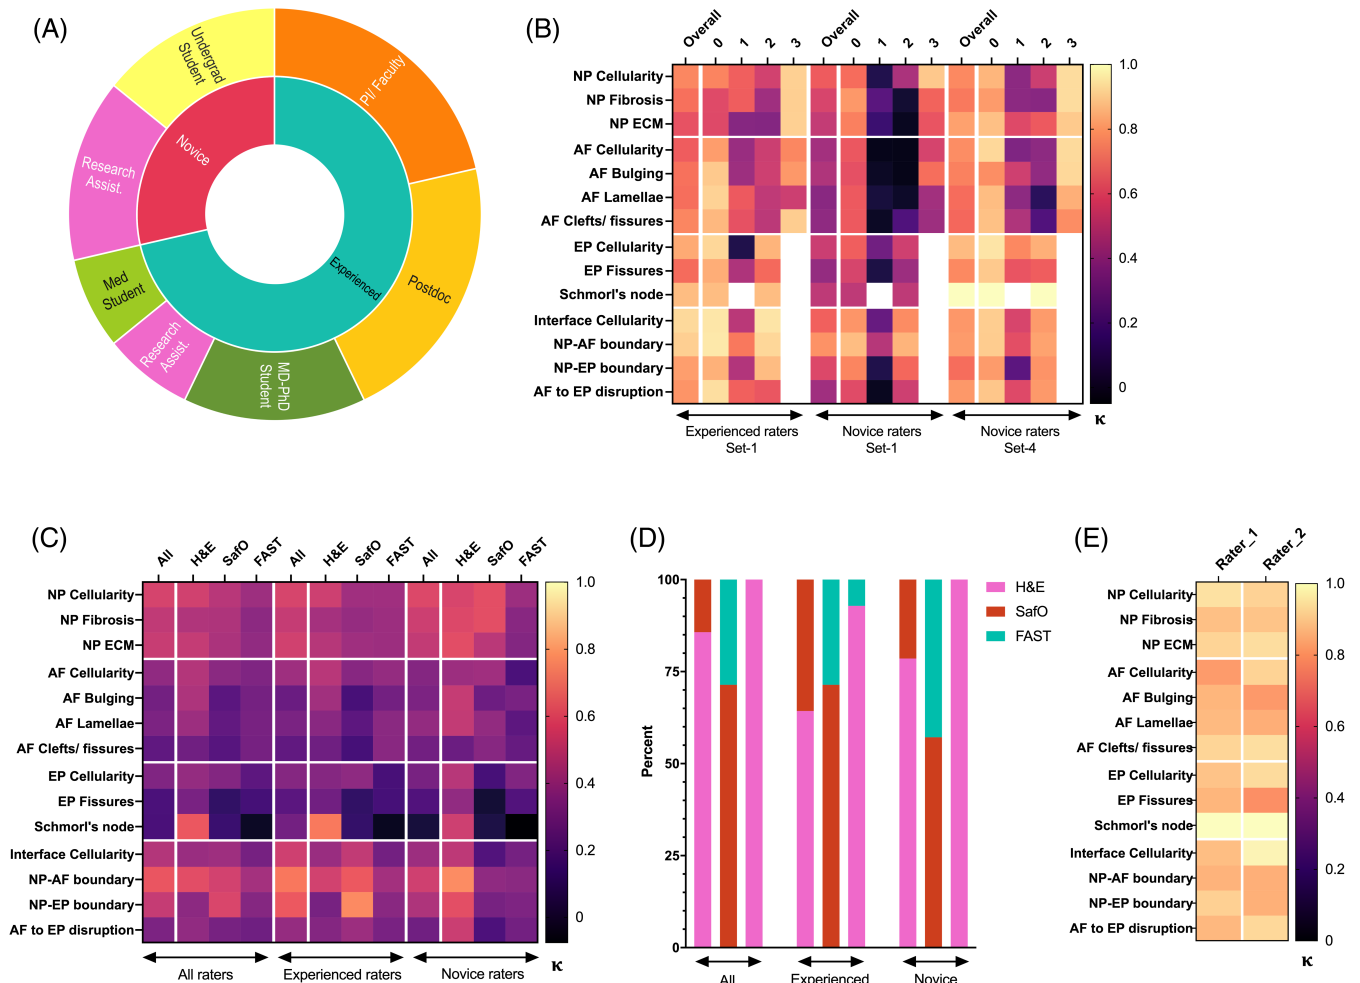 (A)
Undergrad
Student
PI/ Faculty
Novice
Research
Assist.
Experienced
Med
Student
Postdoc
Research
Assist.
MD-PhD
Student
(B)
Overall 0 1 2 3 Overall 0 1 2 3 Overall 0 1 2 3
NP Cellularity
NP Fibrosis
NP ECM
AF Cellularity
AF Bulging
AF Lamellae
AF Clefts/ fissures
EP Cellularity
EP Fissures
Schmorl's node
Interface Cellularity
NP-AF boundary
NP-EP boundary
AF to EP disruption
1.0
0.8
0.6
0.4
0.2
0
κ
Experienced raters
Set-1
Novice raters
Set-1
Novice raters
Set-4
(C)
All H&E SafO FAST All H&E SafO FAST All H&E SafO FAST
NP Cellularity
NP Fibrosis
NP ECM
AF Cellularity
AF Bulging
AF Lamellae
AF Clefts/ fissures
EP Cellularity
EP Fissures
Schmorl's node
Interface Cellularity
NP-AF boundary
NP-EP boundary
AF to EP disruption
1.0
0.8
0.6
0.4
0.2
0
κ
All raters
Experienced raters
Novice raters
(D)
Percent
100
75
50
25
0
H&E
SafO
FAST
All
Experienced
Novice
(E)
Rater_1 Rater_2
NP Cellularity
NP Fibrosis
NP ECM
AF Cellularity
AF Bulging
AF Lamellae
AF Clefts/ fissures
EP Cellularity
EP Fissures
Schmorl's node
Interface Cellularity
NP-AF boundary
NP-EP boundary
AF to EP disruption
1.0
0.8
0.6
0.4
0.2
0
κ